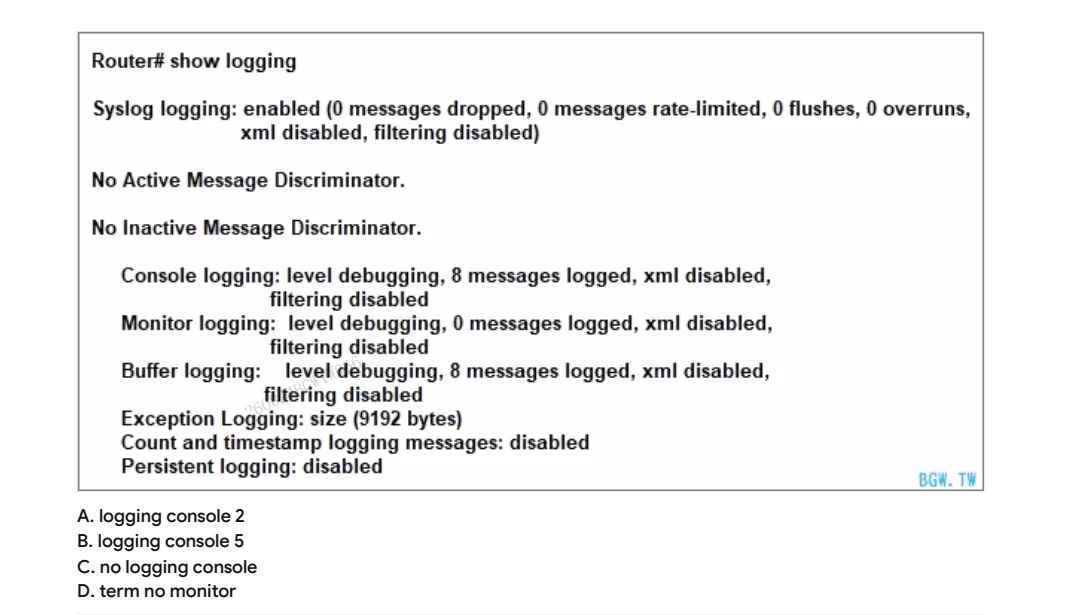 Router# show logging
Syslog logging: enabled (0 messages dropped, 0 messages rate-limited, 0 flushes, 0 overruns,
xml disabled, filtering disabled)
No Active Message Discriminator.
No Inactive Message Discriminator.
Console logging: level debugging, 8 messages logged, xml disabled,
filtering disabled
Monitor logging: level debugging, 0 messages logged, xml disabled,
filtering disabled
Buffer logging: level debugging, 8 messages logged, xml disabled,
filtering disabled
Exception Logging: size (9192 bytes)
Count and timestamp logging messages: disabled
Persistent logging: disabled
BGW.TW
A. logging console 2
B. logging console 5
C. no logging console
D. term no monitor